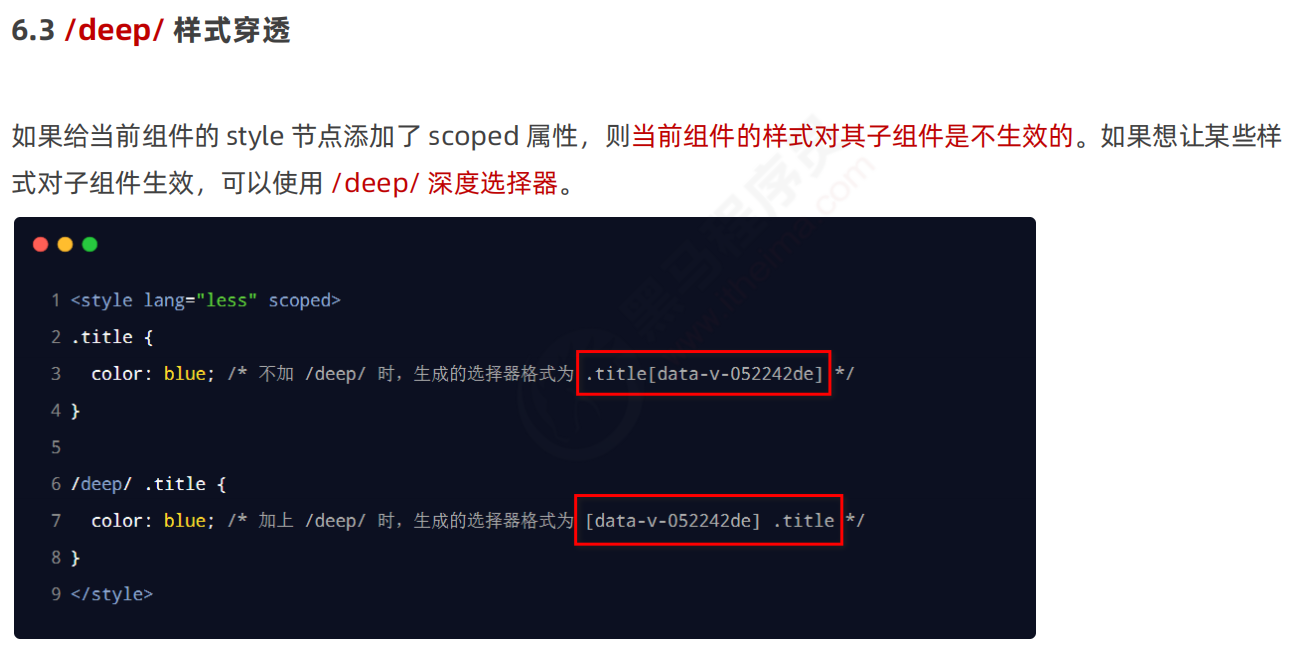 6.3 /deep/ 样式穿透
如果给当前组件的 style 节点添加了 scoped 属性，则当前组件的样式对其子组件是不生效的。如果想让某些样
式对子组件生效，可以使用 /deep/ 深度选择器。
1 <style lang="less" scoped>
2 .title {
3   color: blue; /* 不加 /deep/ 时，生成的选择器格式为 .title[data-v-052242de] */
4 }
5
6 /deep/ .title {
7   color: blue; /* 加上 /deep/ 时，生成的选择器格式为 [data-v-052242de] .title */
8 }
9 </style>
黑马程序员